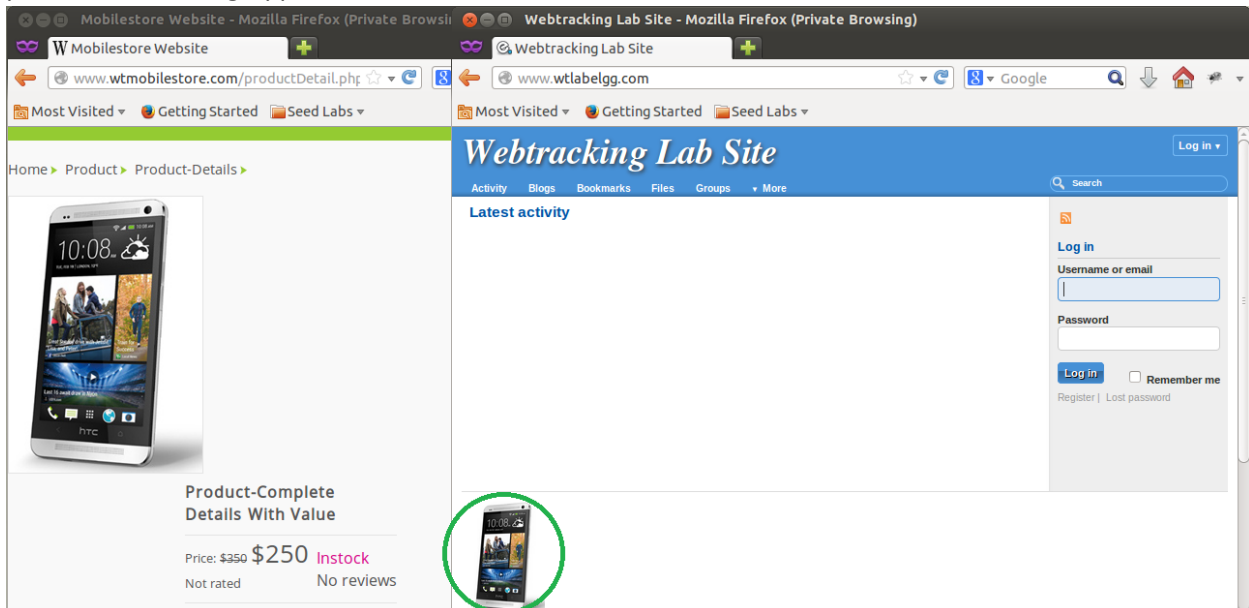 Mobilestore Website - Mozilla Firefox (Private Browsi
W Mobilestore Website
www.wtmobilestore.com/productDetail.php
Most Visited Getting Started Seed Labs
Home Product Product-Details
10:08
hTC
Product-Complete
Details With Value
Price: $350 $250 Instock
Not rated No reviews
Webtracking Lab Site - Mozilla Firefox (Private Browsing)
Webtracking Lab Site
www.wtlabelgg.com
8 Google
Most Visited Getting Started Seed Labs
Webtracking Lab Site
Log in
Activity Blogs Bookmarks Files Groups More
Search
Latest activity
Log in
Username or email
Password
Log in Remember me
Register | Lost password
10:08